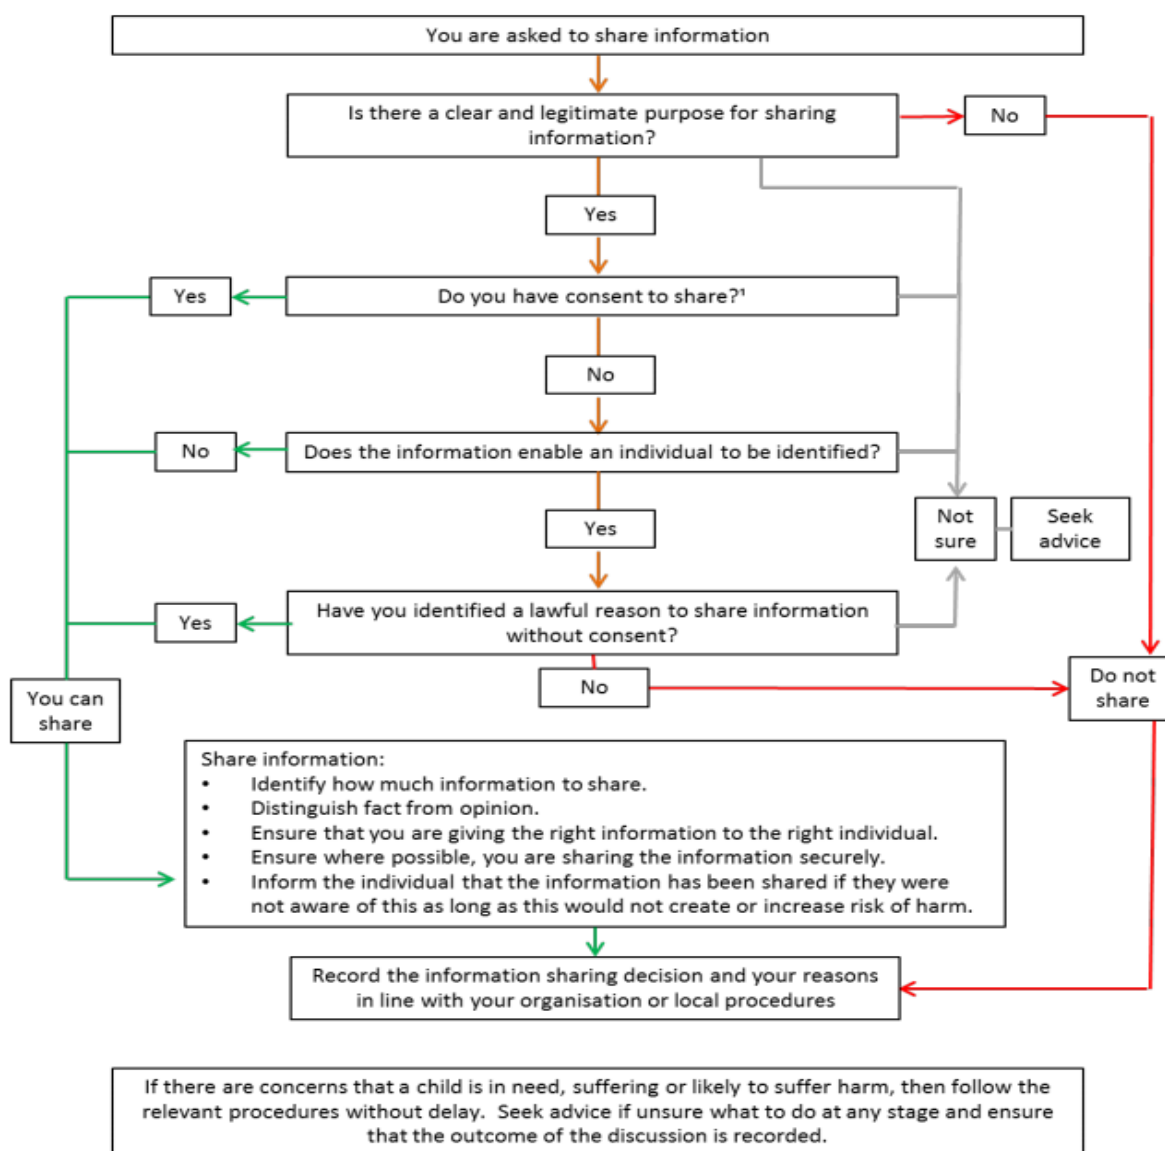 You are asked to share information
Is there a clear and legitimate purpose for sharing
information?
No
Yes
Yes
Do you have consent to share?¹
No
No
Does the information enable an individual to be identified?
Yes
Not
sure
Seek
advice
Yes
Have you identified a lawful reason to share information
without consent?
No
Do not
share
You can
share
Share information:
• Identify how much information to share.
• Distinguish fact from opinion.
• Ensure that you are giving the right information to the right individual.
• Ensure where possible, you are sharing the information securely.
• Inform the individual that the information has been shared if they were
not aware of this as long as this would not create or increase risk of harm.
Record the information sharing decision and your reasons
in line with your organisation or local procedures
If there are concerns that a child is in need, suffering or likely to suffer harm, then follow the
relevant procedures without delay.  Seek advice if unsure what to do at any stage and ensure
that the outcome of the discussion is recorded.